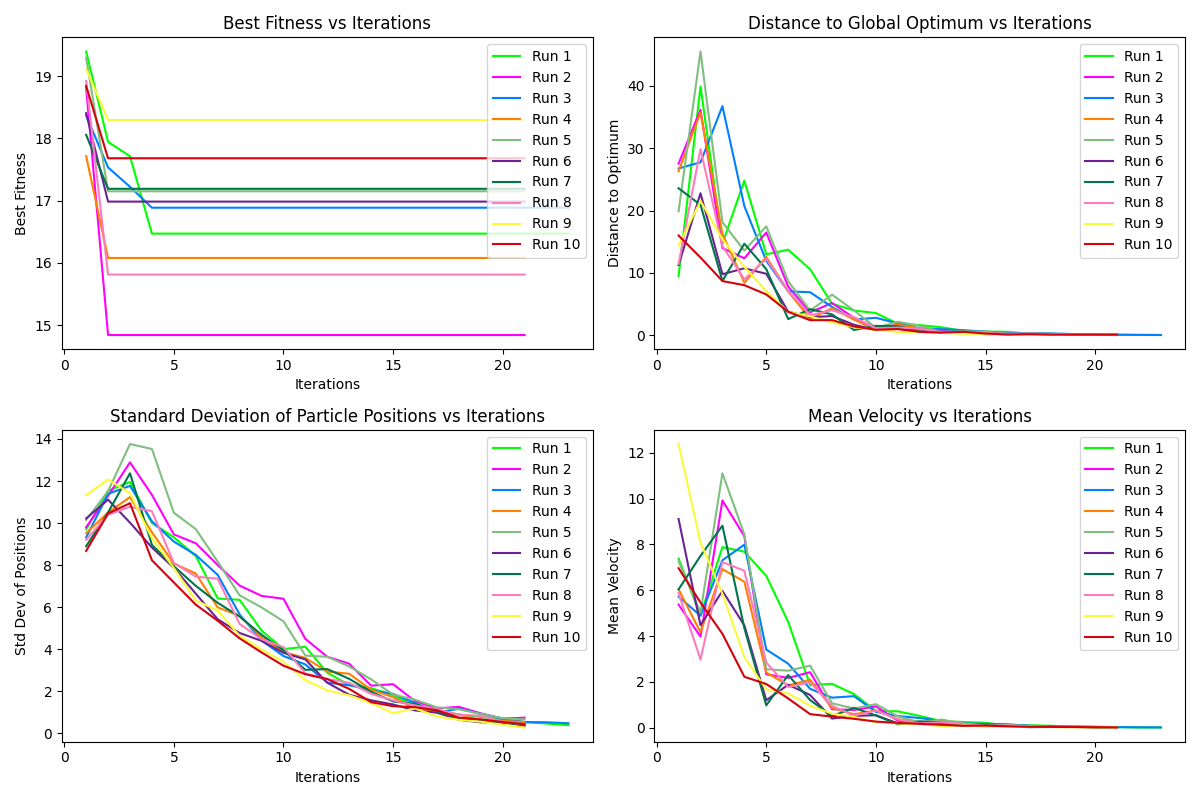 Best Fitness vs Iterations
Best Fitness
19
18
17
16
15
0 5 10 15 20
Iterations
Run 1
Run 2
Run 3
Run 4
Run 5
Run 6
Run 7
Run 8
Run 9
Run 10
Distance to Global Optimum vs Iterations
Distance to Optimum
40
30
20
10
0
0 5 10 15 20
Iterations
Run 1
Run 2
Run 3
Run 4
Run 5
Run 6
Run 7
Run 8
Run 9
Run 10
Standard Deviation of Particle Positions vs Iterations
Std Dev of Positions
14
12
10
8
6
4
2
0
0 5 10 15 20
Iterations
Run 1
Run 2
Run 3
Run 4
Run 5
Run 6
Run 7
Run 8
Run 9
Run 10
Mean Velocity vs Iterations
Mean Velocity
12
10
8
6
4
2
0
0 5 10 15 20
Iterations
Run 1
Run 2
Run 3
Run 4
Run 5
Run 6
Run 7
Run 8
Run 9
Run 10